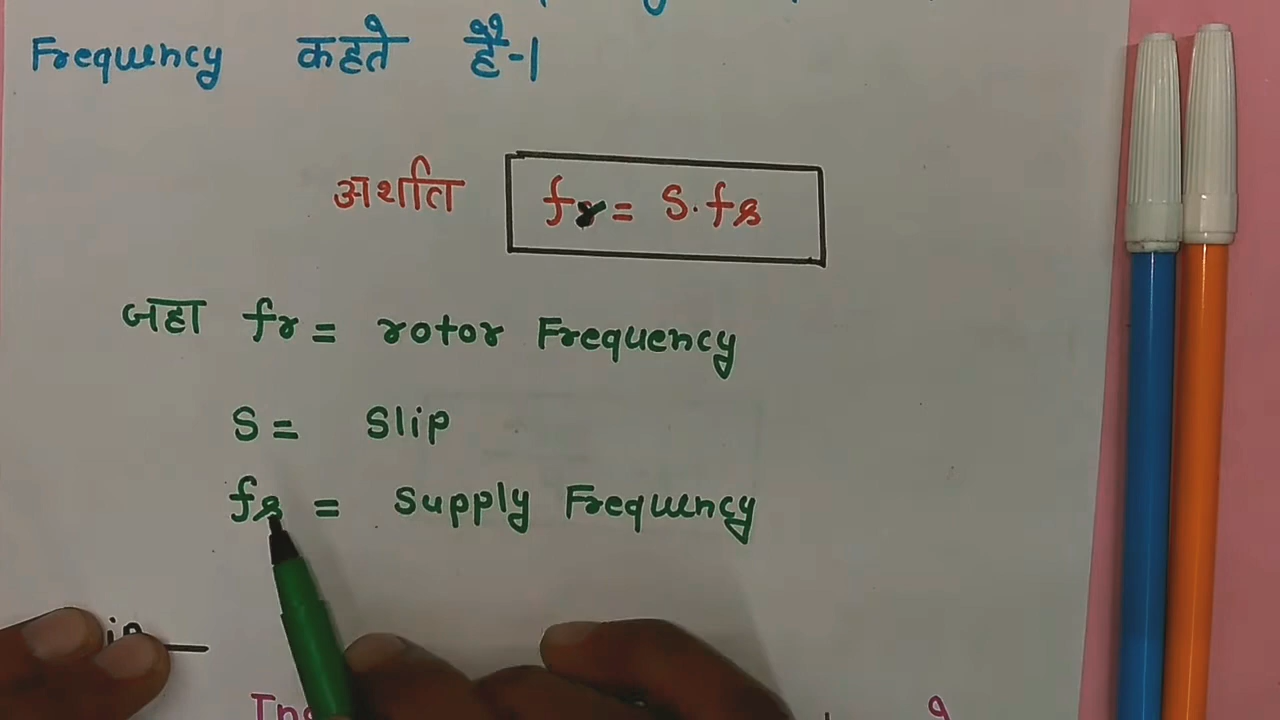 Frequency कहते हैं-।
अर्थाति fr = S.fs
जहा fr = rotor Frequency
S = Slip
fs = Supply Frequency